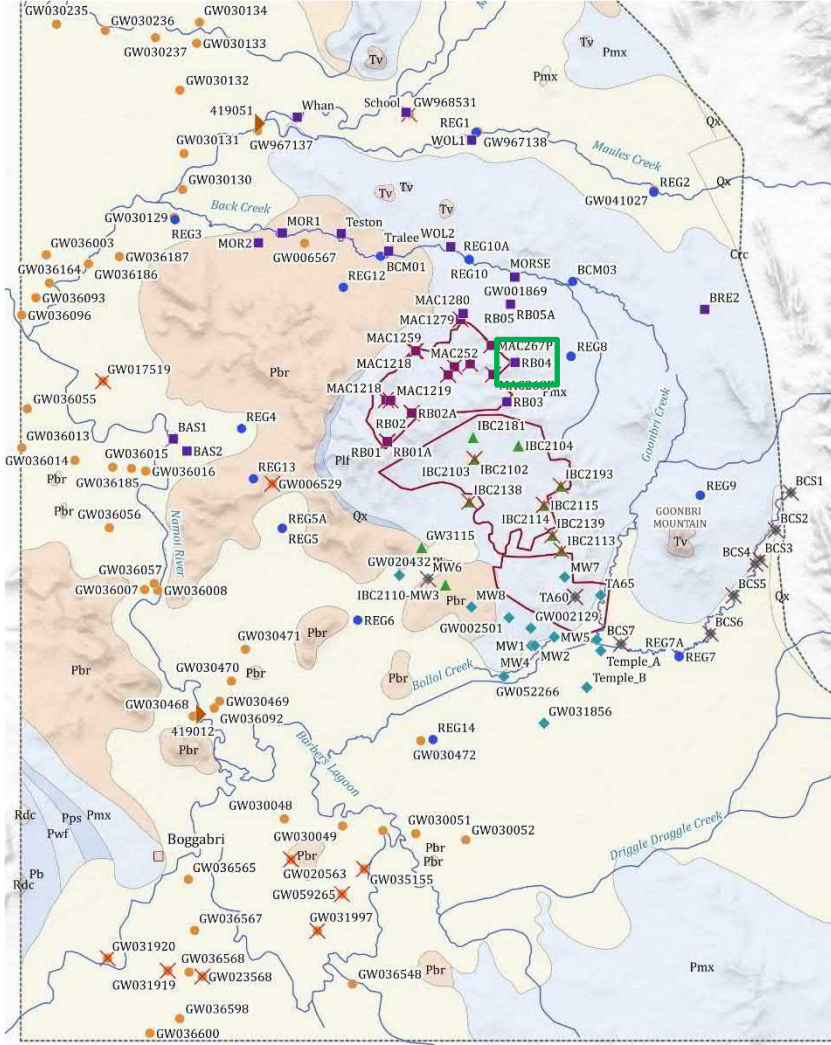 GW030134
GW030235
GW030236
GW030237
GW030133
Tv
Pmx
Tv
GW030132
Pmx
School
GW968531
419051
Whan
REG1
Qx
WOL1
GW967138
GW967137
GW030131
Maules Creek
GW030130
Tv
Tv
REG2
Qx
GW041027
Back Creek
Tv
GW030129
REG3
MOR1
Teston
WOL2
Tralee
MOR2
REG10A
GW036003
GW036187
GW006567
BCM01
Crc
GW036164
GW036186
REG12
REG10
MORSE
BCM03
GW036093
GW001869
MAC1280
RB05
BRE2
GW036096
MAC1279
RB05A
MAC1259
MAC267P
MAC1218
MAC252
RB04
REG8
Pbr
GW017519
MAC1218
MAC1219
Pmx
GW036055
RB02A
RB03
RB02
Goonbri Creek
BAS1
REG4
IBC2181
GW036013
IBC2104
BAS2
RB01
RB01A
GW036014
GW036015
GW036016
Plf
IBC2103
IBC2102
Pbr
GW036185
REG13
IBC2193
REG9
BCS1
GW006529
IBC2138
Pbr
IBC2115
Qx
GOONBRI
MOUNTAIN
GW036056
Namoi River
REG5A
IBC2114
IBC2139
BCS2
REG5
Tv
GW3115
IBC2113
BCS3
GW020432
BCS4
GW036057
MW6
MW7
TA65
GW036007
GW036008
IBC2110-MW3
MW8
TA60
BCS5
Qx
Pbr
GW002129
REG6
GW002501
GW030471
Pbr
MW5
BCS7
BCS6
MW1
MW2
REG7A
GW030470
Pbr
MW4
Temple_A
REG7
Pbr
Bollol Creek
Temple_B
GW030468
GW030469
GW052266
419012
GW036092
GW031856
Pbr
Barbers Lagoon
REG14
GW030472
Rdc
Pps
Pmx
Pwf
GW030048
Boggabri
GW030049
GW030051
GW030052
Driggle Draggle Creek
Pbr
Pbr
Pbr
Pb
GW020563
Rdc
GW036565
GW035155
GW059265
GW036567
GW031997
GW031920
GW036568
GW031919
GW023568
Pbr
Pmx
GW036548
GW036598
GW036600